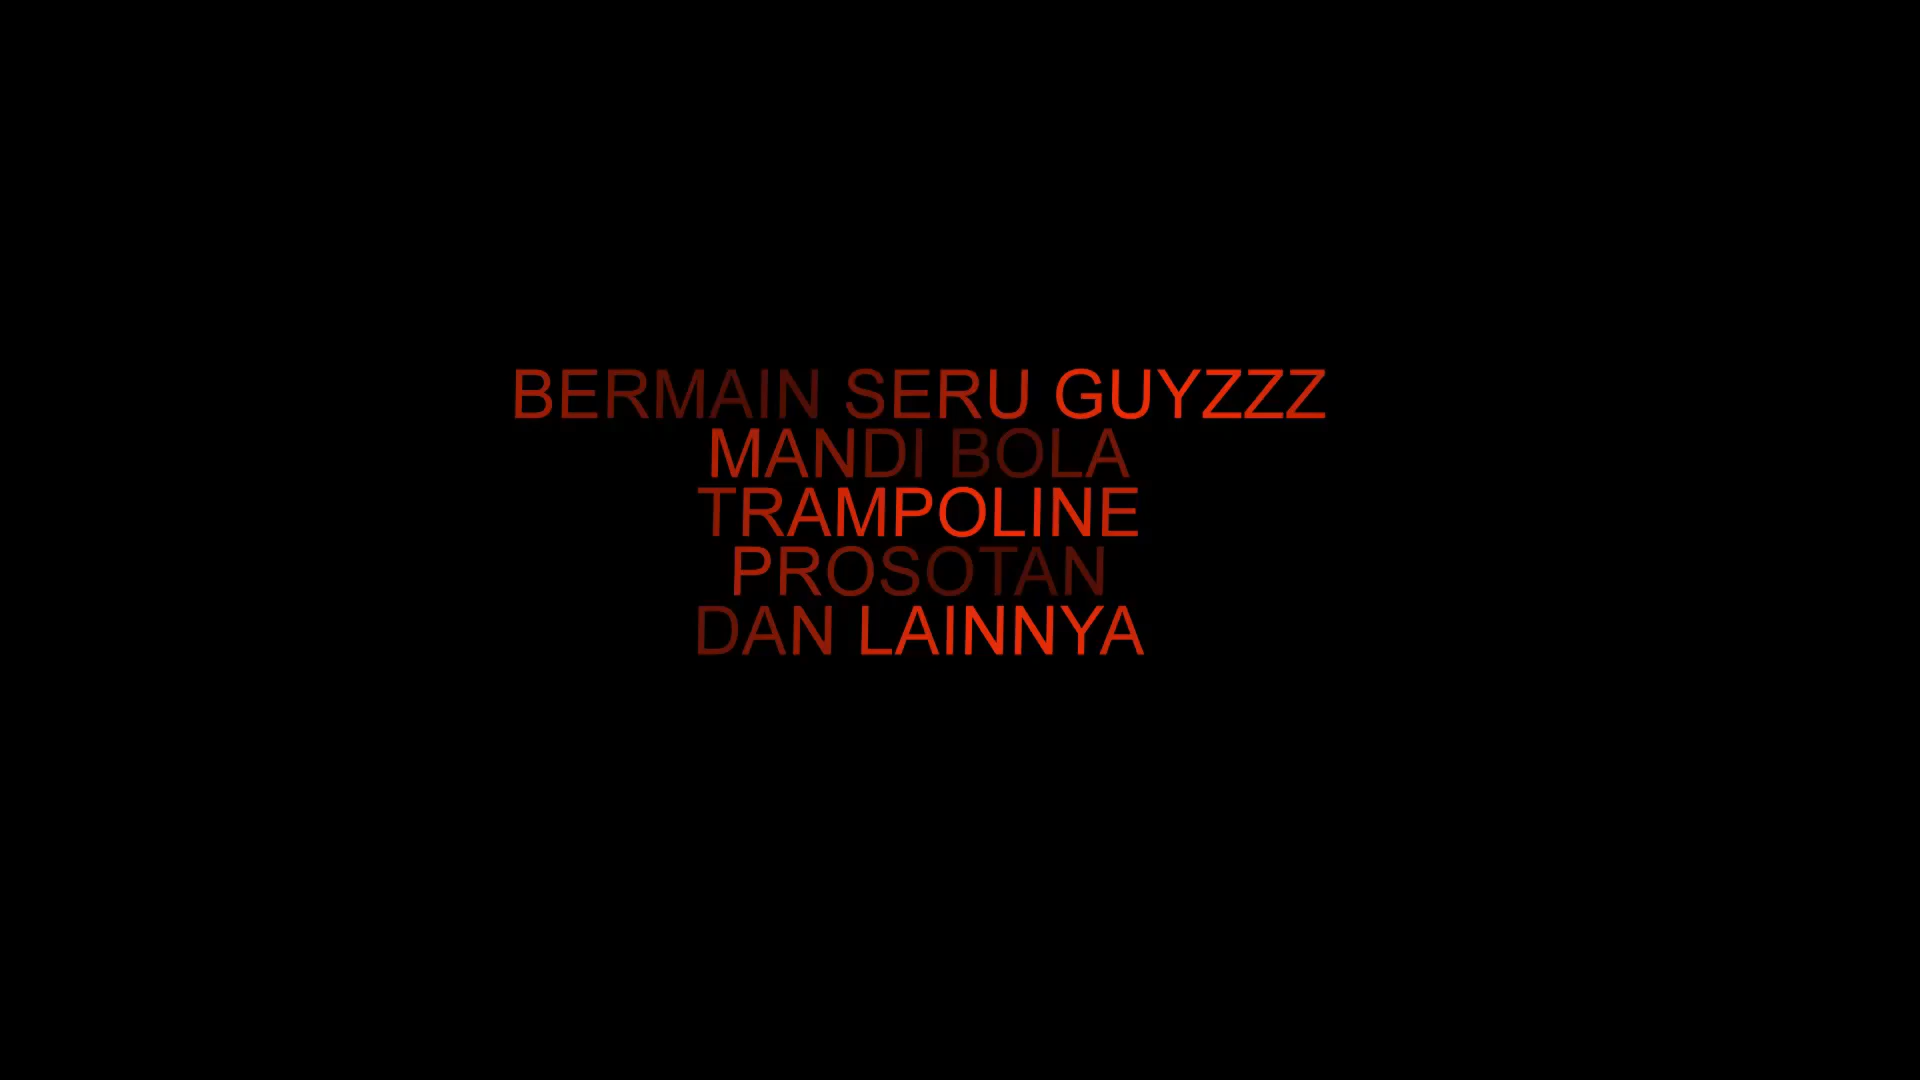 BERMAIN SERU GUYZZZ
MANDI BOLA
TRAMPOLINE
PROSOTAN
DAN LAINNYA